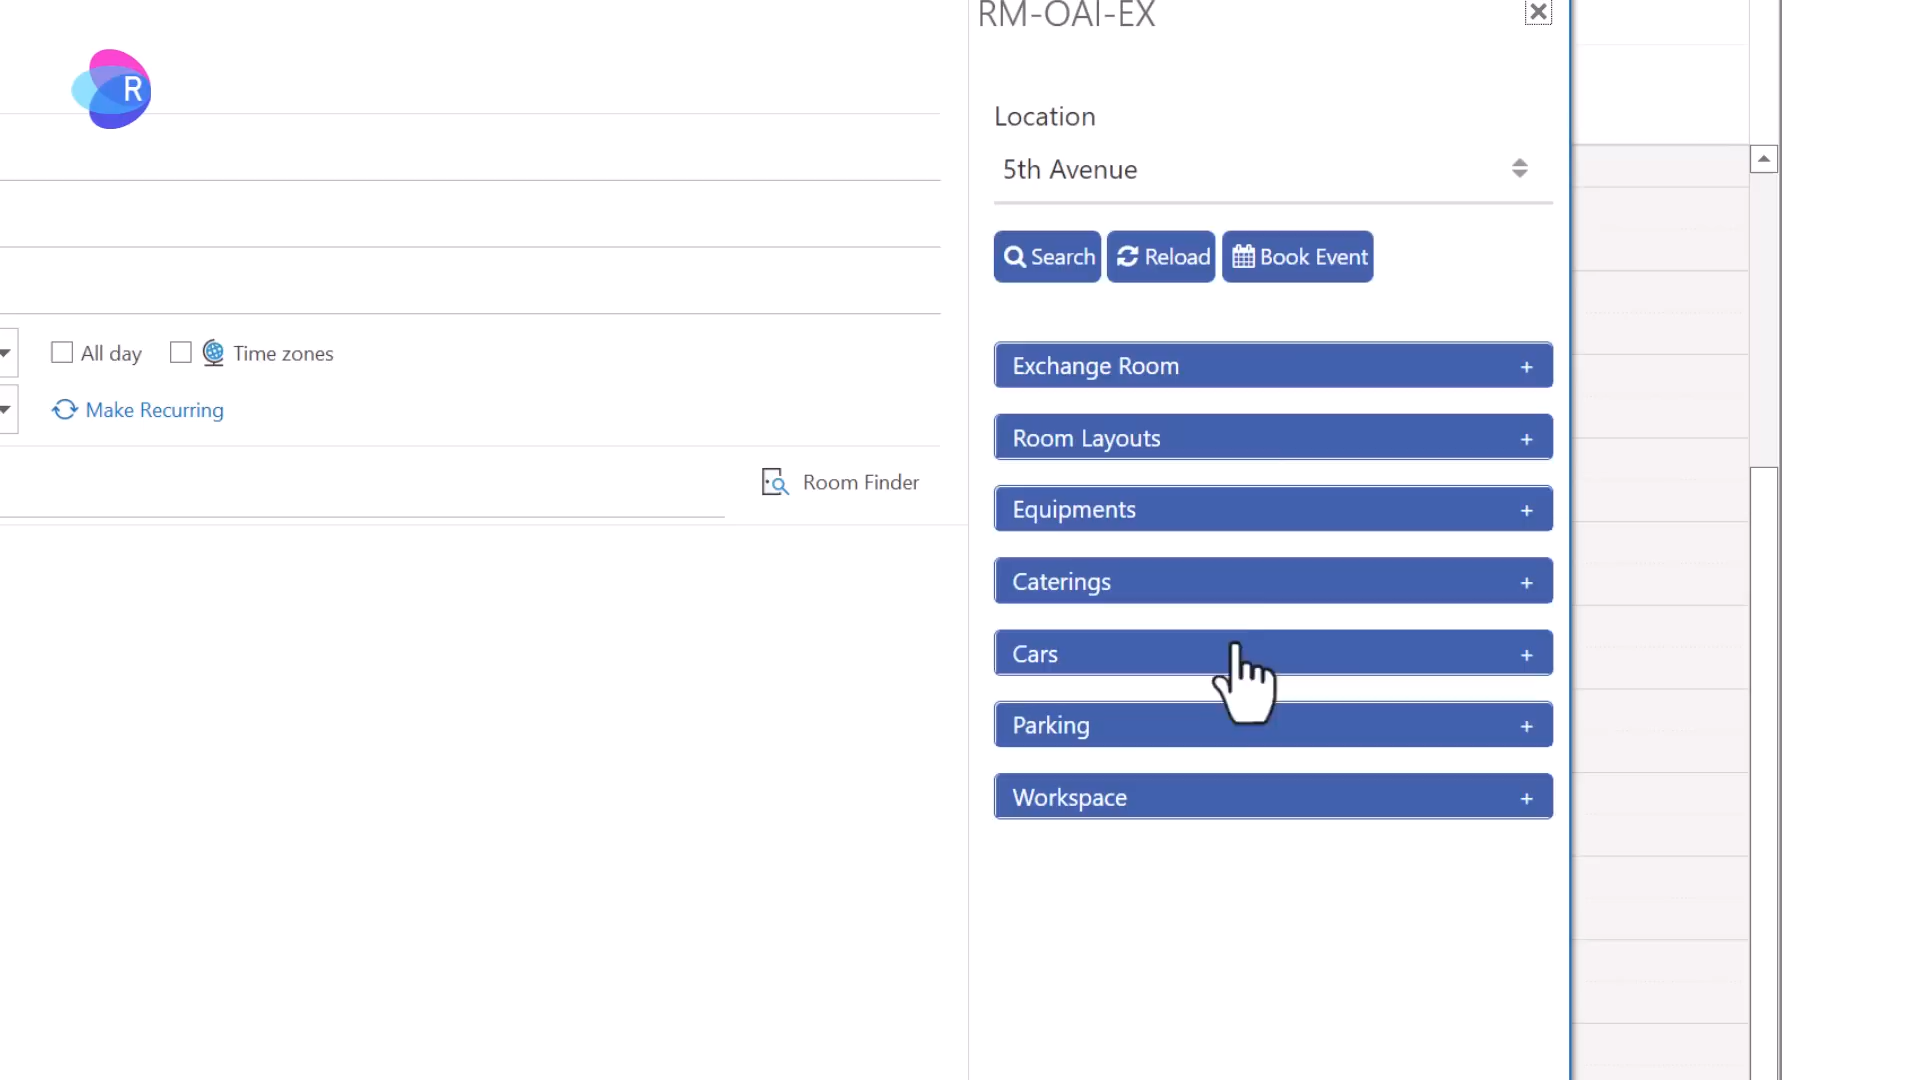 RM-OAI-EX
R
Location
5th Avenue
Search
Reload
Book Event
All day
Time zones
Make Recurring
Room Finder
Exchange Room +
Room Layouts +
Equipments +
Caterings +
Cars +
Parking +
Workspace +